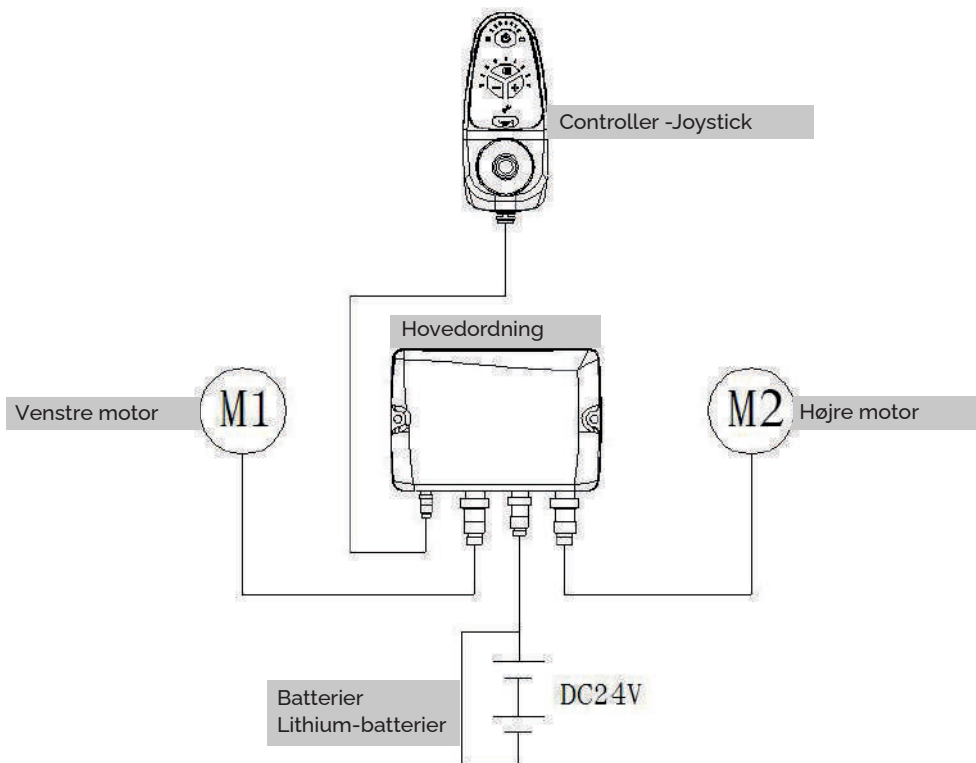 Controller -Joystick
Hovedordning
Venstre motor
M1
M2
Højre motor
Batterier
Lithium-batterier
DC24V